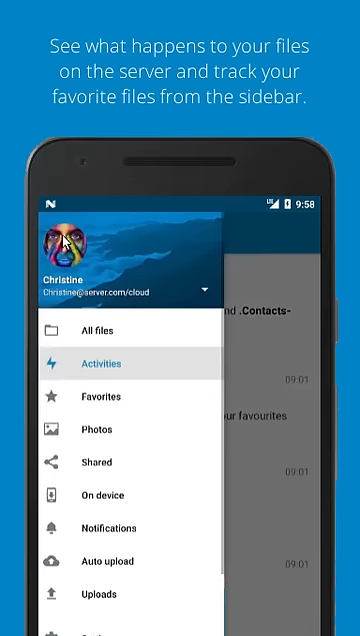 See what happens to your files
on the server and track your
favorite files from the sidebar.
LTE 9:58
Christine
Christine@server.com/cloud
All files
nd .Contacts-
Activities
09:01
Favorites
ur favourites
Photos
Shared
09:01
On device
Notifications
Auto upload
09:01
Uploads